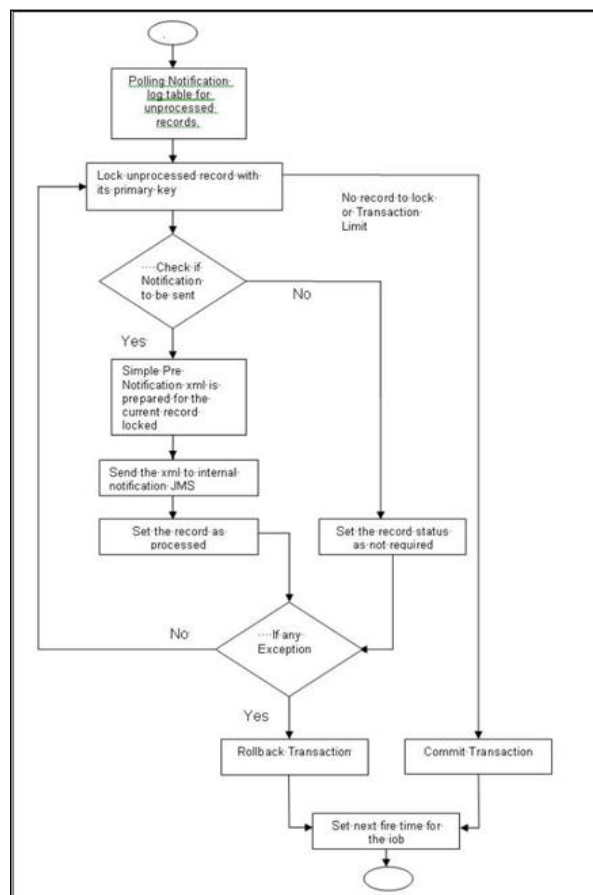 Polling Notification
log table for
unprocessed
records.
Lock unprocessed record with
its primary key
No record to lock
or Transaction
Limit
Check if
Notification
to be sent
No
Yes
Simple Pre
Notification xml is
prepared for the
current record
locked
Send the xml to internal
notification JMS
Set the record as
processed
Set the record status
as not required
If any
Exception
No
Yes
Rollback Transaction
Commit Transaction
Set next fire time for
the job